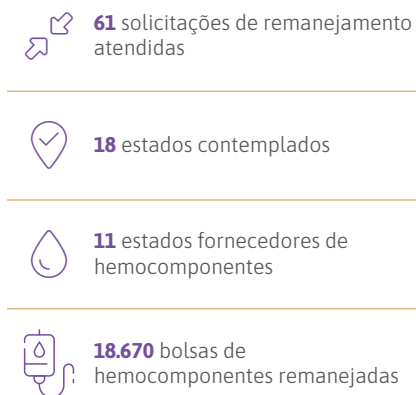 61 solicitações de remanejamento
atendidas
18 estados contemplados
11 estados fornecedores de
hemocomponentes
18.670 bolsas de
hemocomponentes remanejadas